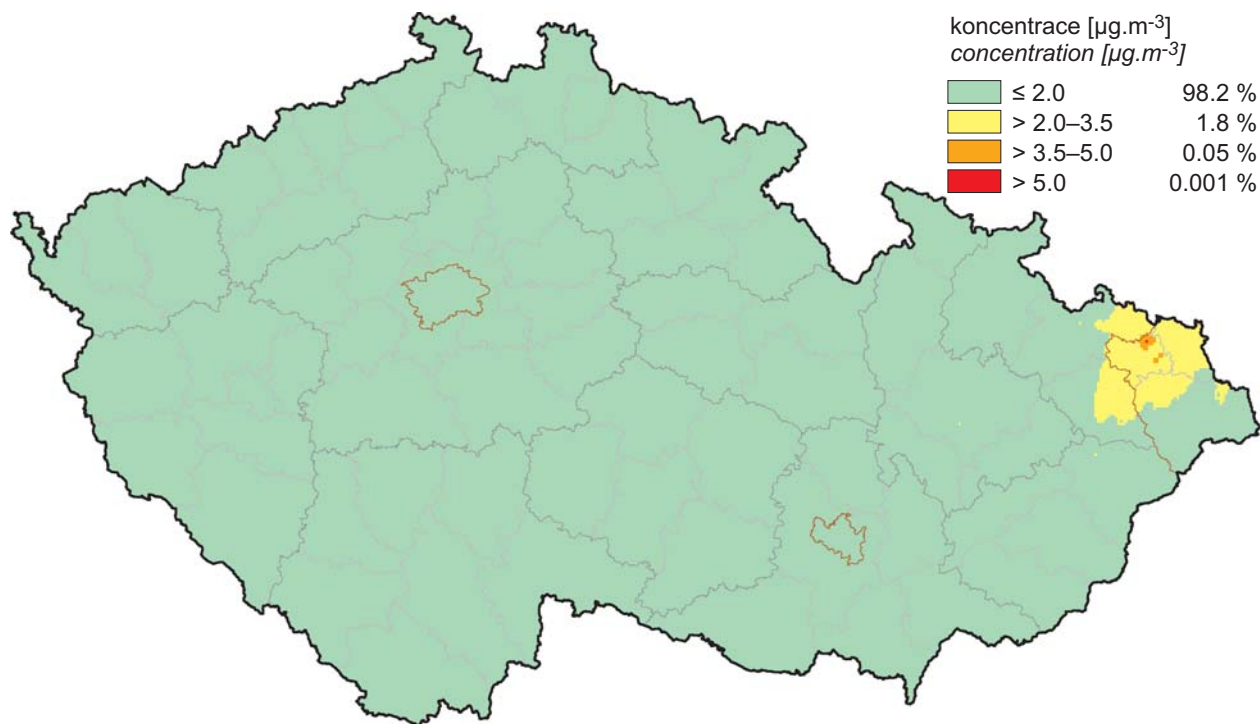 koncentrace [µg.m-3]
concentration [µg.m-3]
≤ 2.0 98.2 %
> 2.0–3.5 1.8 %
> 3.5–5.0 0.05 %
> 5.0 0.001 %